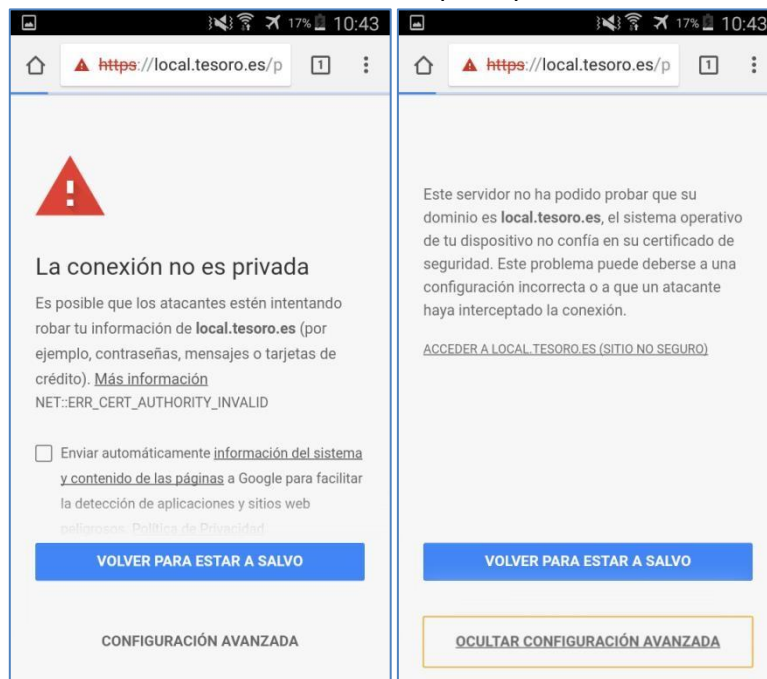 17% 10:43
https://local.tesoro.es/p 1
La conexión no es privada
Es posible que los atacantes estén intentando
robar tu información de local.tesoro.es (por
ejemplo, contraseñas, mensajes o tarjetas de
crédito). Más información
NET::ERR_CERT_AUTHORITY_INVALID
Enviar automáticamente información del sistema
y contenido de las páginas a Google para facilitar
la detección de aplicaciones y sitios web
peligrosos. Política de Privacidad
VOLVER PARA ESTAR A SALVO
CONFIGURACIÓN AVANZADA
17% 10:43
https://local.tesoro.es/p 1
Este servidor no ha podido probar que su
dominio es local.tesoro.es, el sistema operativo
de tu dispositivo no confía en su certificado de
seguridad. Este problema puede deberse a una
configuración incorrecta o a que un atacante
haya interceptado la conexión.
ACCEDER A LOCAL.TESORO.ES (SITIO NO SEGURO)
VOLVER PARA ESTAR A SALVO
OCULTAR CONFIGURACIÓN AVANZADA